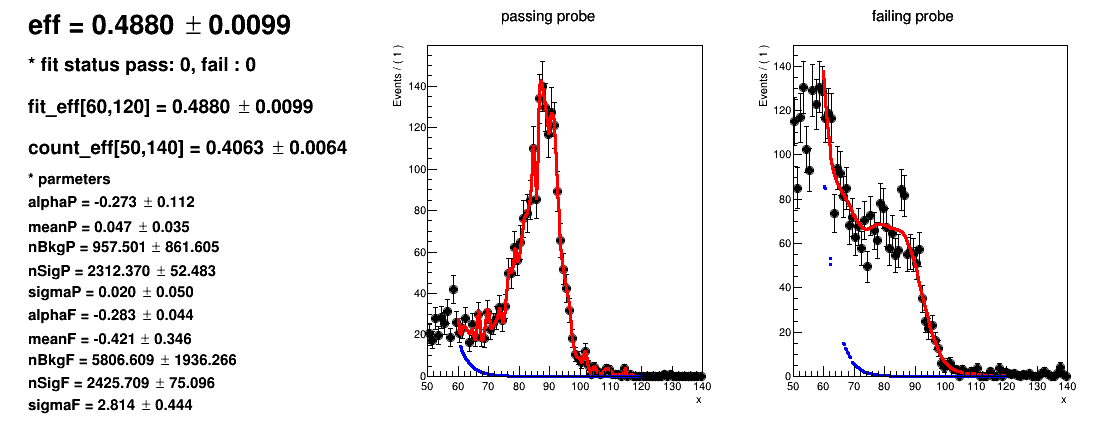 eff = 0.4880 ± 0.0099
* fit status pass: 0, fail : 0
fit_eff[60,120] = 0.4880 ± 0.0099
count_eff[50,140] = 0.4063 ± 0.0064
* parmeters
alphaP = -0.273 ± 0.112
meanP = 0.047 ± 0.035
nBkgP = 957.501 ± 861.605
nSigP = 2312.370 ± 52.483
sigmaP = 0.020 ± 0.050
alphaF = -0.283 ± 0.044
meanF = -0.421 ± 0.346
nBkgF = 5806.609 ± 1936.266
nSigF = 2425.709 ± 75.096
sigmaF = 2.814 ± 0.444
passing probe
Events / ( 1 )
140
120
100
80
60
40
20
0
50 60 70 80 90 100 110 120 130 140
x
failing probe
Events / ( 1 )
140
120
100
80
60
40
20
0
50 60 70 80 90 100 110 120 130 140
x